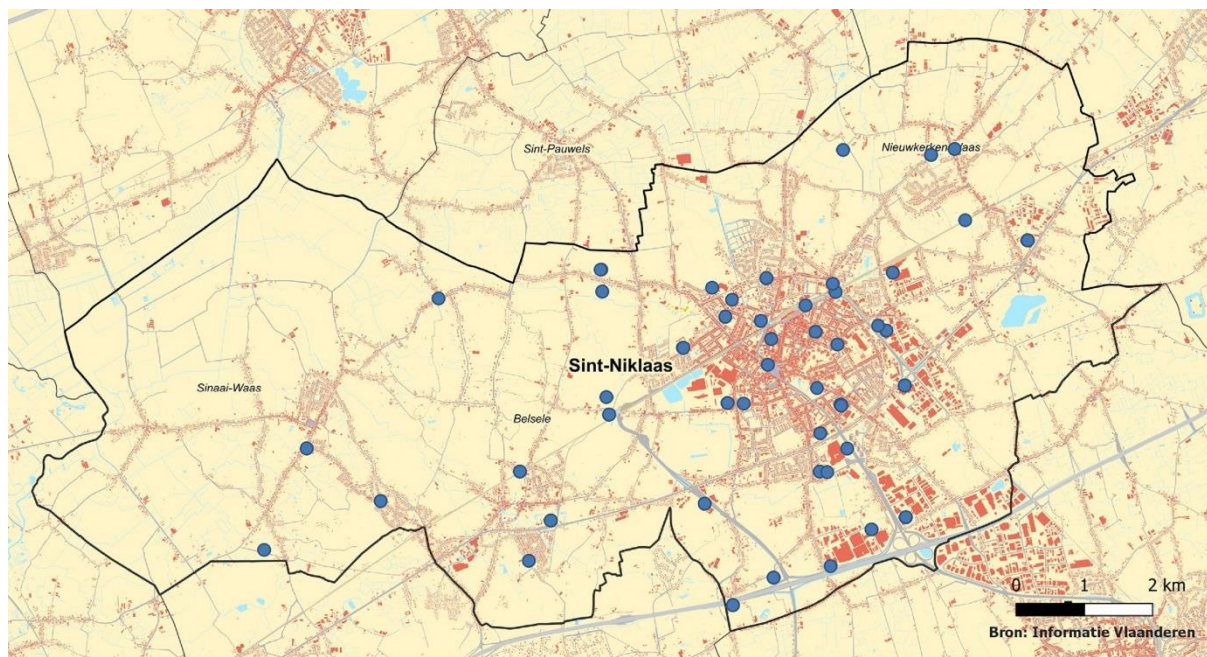 Sint-Pauwels
Nieuwkerken-Waas
Sint-Niklaas
Sinaai-Waas
Belsele
0 1 2 km
Bron: Informatie Vlaanderen